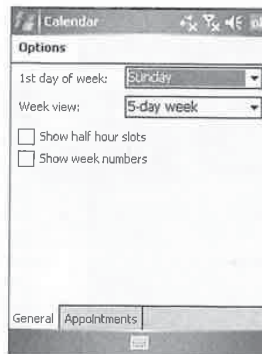 Calendar
ok
Options
1st day of week: Sunday
Week view: 5-day week
Show half hour slots
Show week numbers
General Appointments